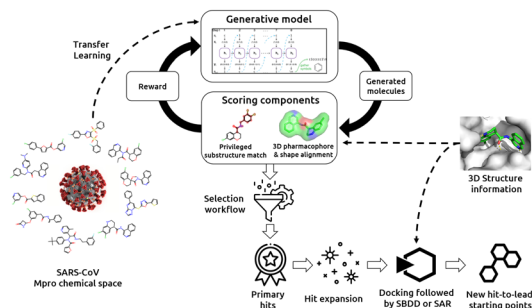 Generative model
Transfer
Learning
Reward
Generated
molecules
Scoring components
Privileged
substructure match
3D pharmacophore
& shape alignment
3D Structure
information
Selection
workflow
SARS-CoV
Mpro chemical space
Primary
hits
Hit expansion
Docking followed
by SBDD or SAR
New hit-to-lead
starting points